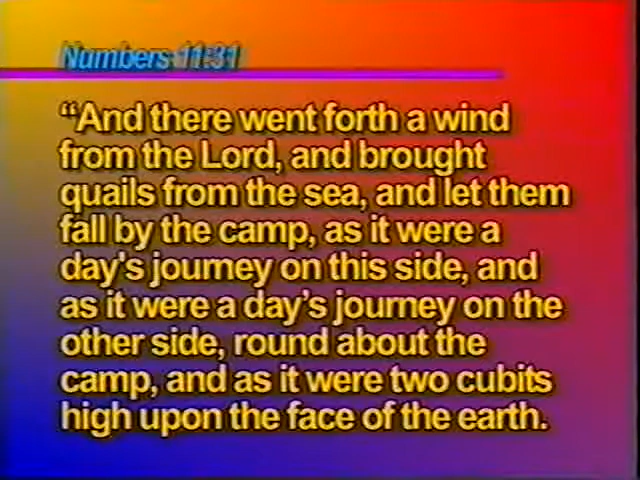 Numbers 11:31
“And there went forth a wind
from the Lord, and brought
quails from the sea, and let them
fall by the camp, as it were a
day's journey on this side, and
as it were a day’s journey on the
other side, round about the
camp, and as it were two cubits
high upon the face of the earth.